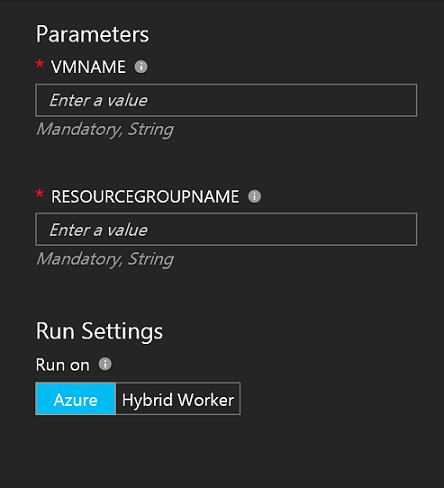 Parameters
* VMNAME
Enter a value
Mandatory, String
* RESOURCEGROUPNAME
Enter a value
Mandatory, String
Run Settings
Run on
Azure Hybrid Worker